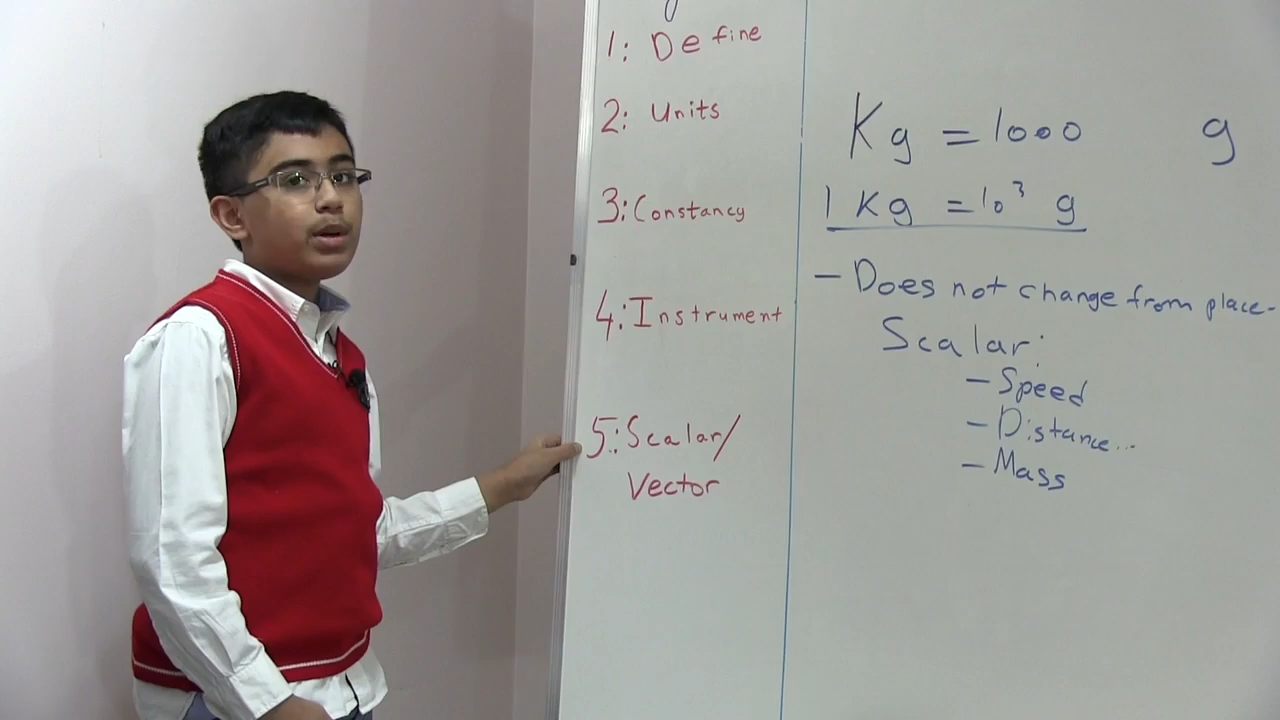 1: Define
2: Units
3: Constancy
4: Instrument
5: Scalar/
Vector
Kg = 1000 g
1 Kg = 10³ g
- Does not change from place-
Scalar:
- Speed
- Distance...
- Mass